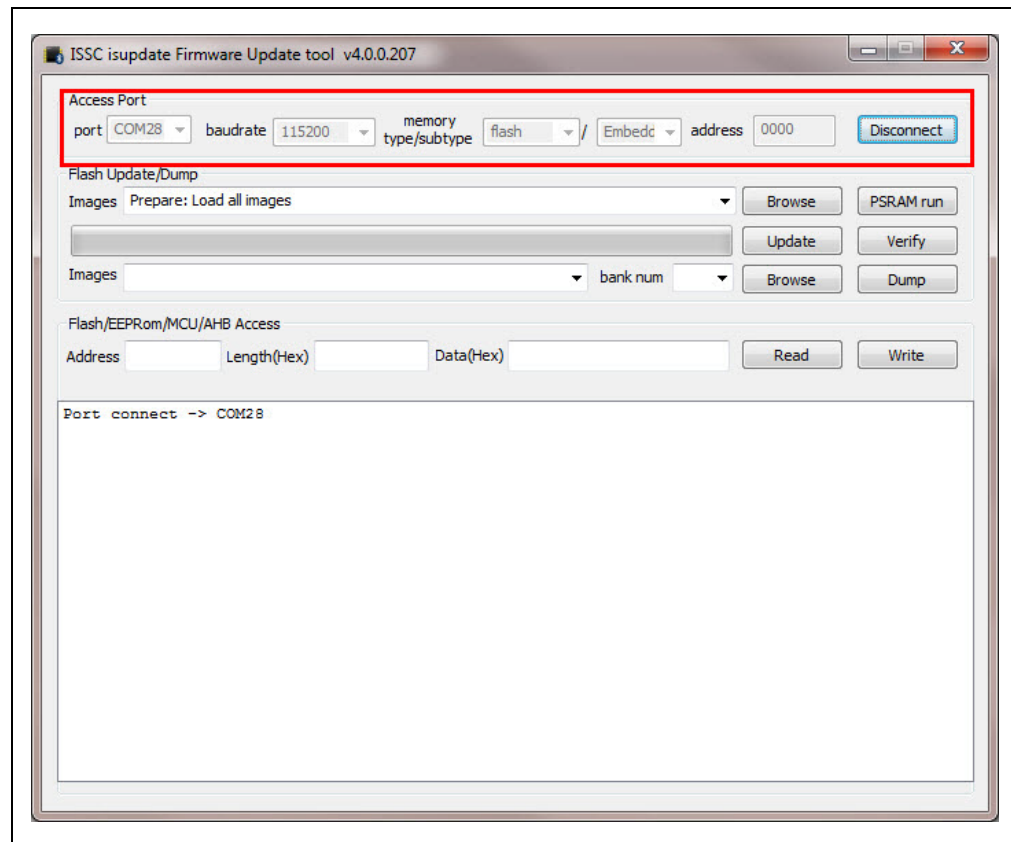 ISSC isupdate Firmware Update tool v4.0.0.207
Access Port
port COM28 baudrate 115200 memory type/subtype flash / Embedc address 0000 Disconnect
Flash Update/Dump
Images Prepare: Load all images Browse PSRAM run
Update Verify
Images bank num Browse Dump
Flash/EEPRom/MCU/AHB Access
Address Length(Hex) Data(Hex) Read Write
Port connect -> COM28